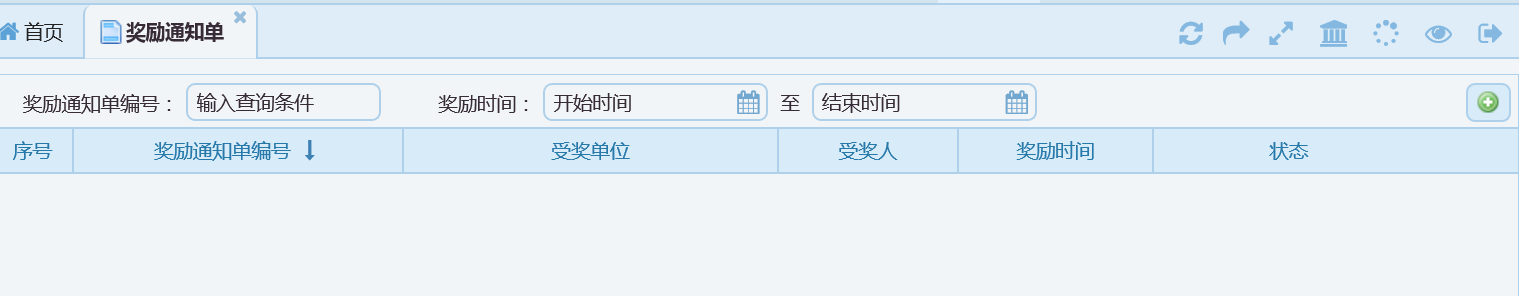 首页 奖励通知单
奖励通知单编号： 输入查询条件 奖励时间： 开始时间 至 结束时间
序号 奖励通知单编号 受奖单位 受奖人 奖励时间 状态